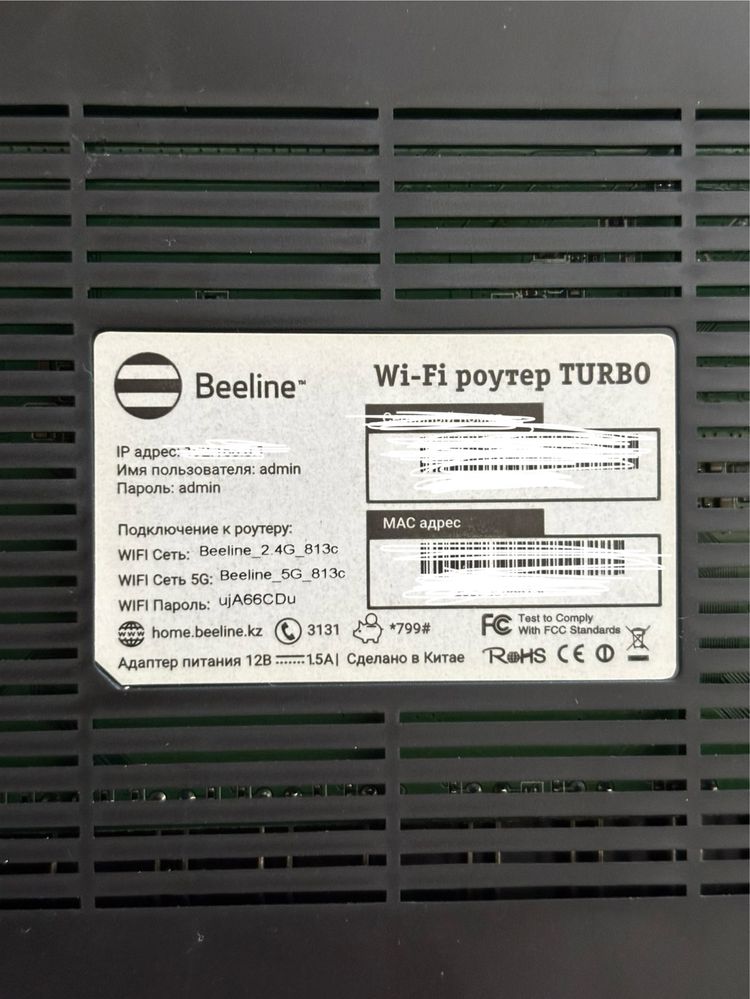 Beeline™
Wi-Fi роутер TURBO
IP адрес:
Имя пользователя: admin
Пароль: admin
Подключение к роутеру:
WIFI Сеть: Beeline_2.4G_813c
WIFI Сеть 5G: Beeline_5G_813c
WIFI Пароль: ujA66CDu
MAC адрес
www home.beeline.kz 3131 *799#
FC Test to Comply
With FCC Standards
Адаптер питания 12В 1.5А| Сделано в Китае
RoHS CE